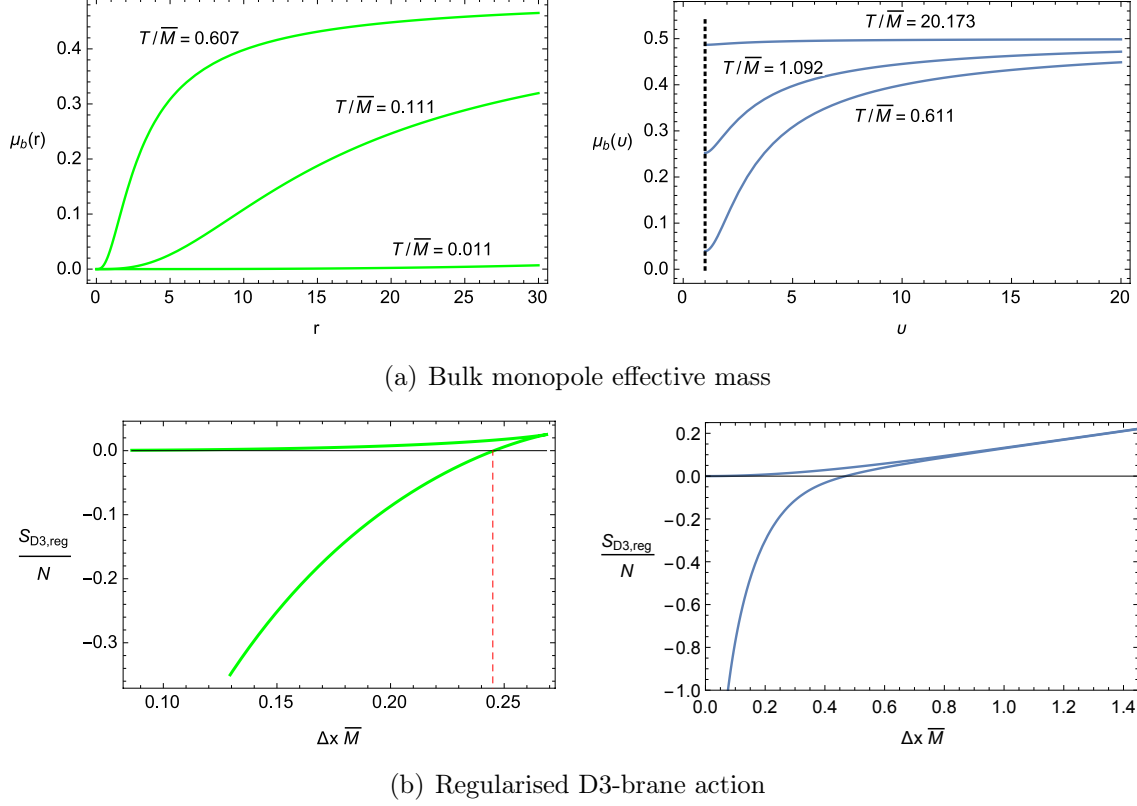 T/M̅ = 0.607
T/M̅ = 0.111
T/M̅ = 0.011
μb(r)
0.4
0.3
0.2
0.1
0.0
0 5 10 15 20 25 30
r
T/M̅ = 20.173
T/M̅ = 1.092
T/M̅ = 0.611
μb(υ)
0.5
0.4
0.3
0.2
0.1
0.0
0 5 10 15 20
υ
(a) Bulk monopole effective mass
SD3,reg
N
0.0
-0.1
-0.2
-0.3
0.10 0.15 0.20 0.25
Δx M̅
SD3,reg
N
0.2
0.0
-0.2
-0.4
-0.6
-0.8
-1.0
0.0 0.2 0.4 0.6 0.8 1.0 1.2 1.4
Δx M̅
(b) Regularised D3-brane action